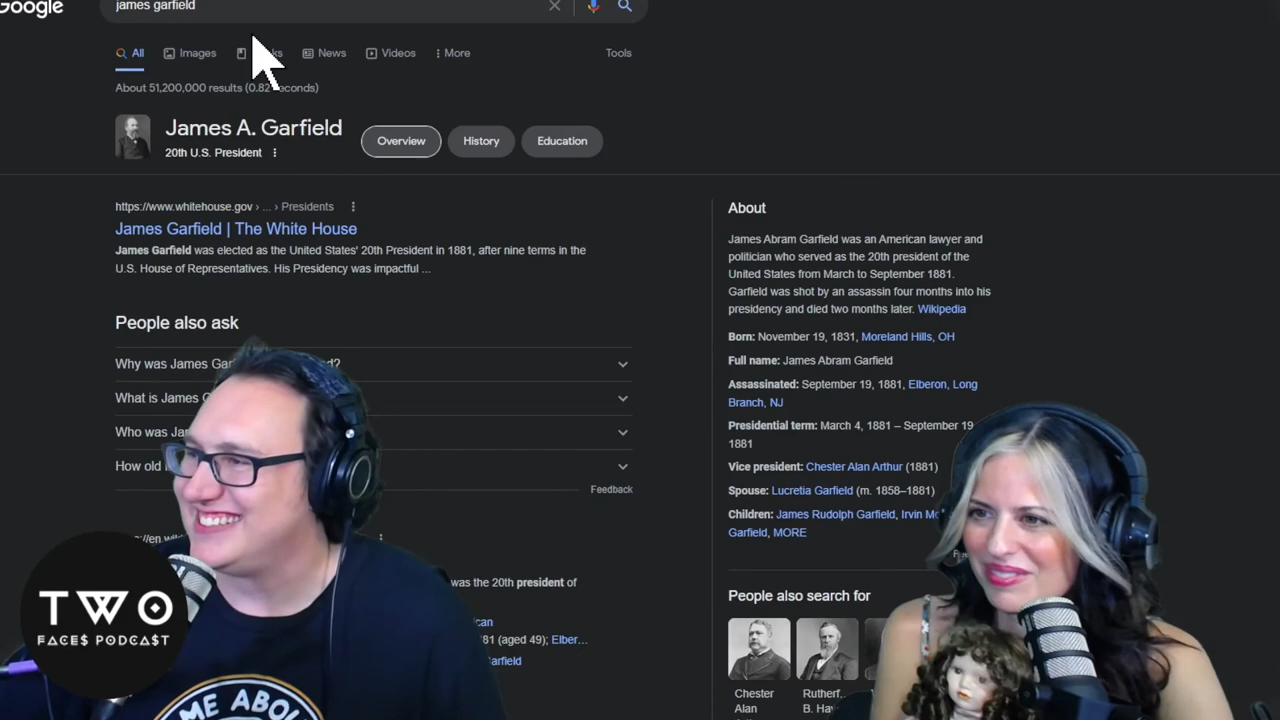 Google
james garfield
All
Images
News
Videos
More
Tools
About 51,200,000 results (0.82
James A. Garfield
20th U.S. President
Overview
History
Education
https://www.whitehouse.gov › ... › Presidents
James Garfield | The White House
James Garfield was elected as the United States' 20th President in 1881, after nine terms in the
U.S. House of Representatives. His Presidency was impactful ...
People also ask
Why was James
What is James
Who was
How old
Feedback
was the 20th president of
(aged 49); Elber...
About
James Abram Garfield was an American lawyer and
politician who served as the 20th president of the
United States from March to September 1881.
Garfield was shot by an assassin four months into his
presidency and died two months later. Wikipedia
Born: November 19, 1831, Moreland Hills, OH
Full name: James Abram Garfield
Assassinated: September 19, 1881, Elberon, Long
Branch, NJ
Presidential term: March 4, 1881 – September 19
1881
Vice president: Chester Alan Arthur (1881)
Spouse: Lucretia Garfield (m. 1858–1881)
Children: James Rudolph Garfield, Irvin
Garfield, MORE
People also search for
Chester
Alan
Rutherf...
B. Ha
TWO
FACE$ PODCA$T
ME ABOU